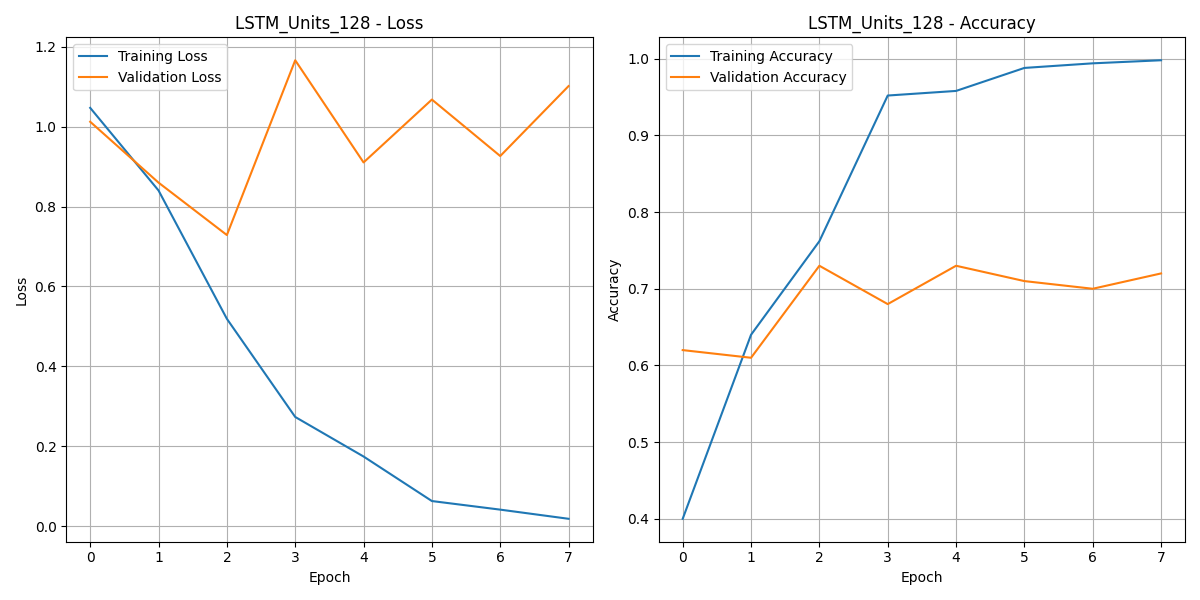 LSTM_Units_128 - Loss
Training Loss
Validation Loss
1.2
1.0
0.8
0.6
0.4
0.2
0.0
Loss
0 1 2 3 4 5 6 7
Epoch
LSTM_Units_128 - Accuracy
Training Accuracy
Validation Accuracy
1.0
0.9
0.8
0.7
0.6
0.5
0.4
Accuracy
0 1 2 3 4 5 6 7
Epoch